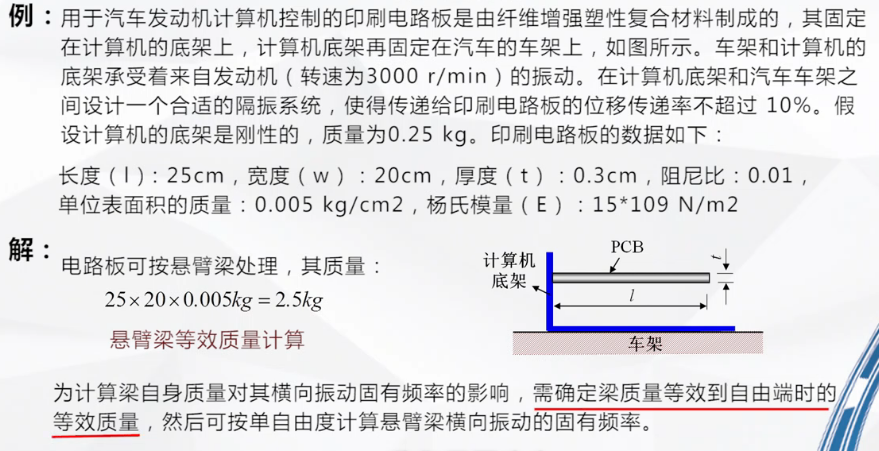 例：用于汽车发动机计算机控制的印刷电路板是由纤维增强塑性复合材料制成的，其固定
在计算机的底架上，计算机底架再固定在汽车的车架上，如图所示。车架和计算机的
底架承受着来自发动机（转速为3000 r/min）的振动。在计算机底架和汽车车架之
间设计一个合适的隔振系统，使得传递给印刷电路板的位移传递率不超过 10%。假
设计算机的底架是刚性的，质量为0.25 kg。印刷电路板的数据如下：
长度（l）：25cm，宽度（w）：20cm，厚度（t）：0.3cm，阻尼比：0.01，
单位表面积的质量：0.005 kg/cm2，杨氏模量（E）：15*109 N/m2
解：
电路板可按悬臂梁处理，其质量：
25×20×0.005kg = 2.5kg
悬臂梁等效质量计算
计算机
底架
PCB
t
l
车架
为计算梁自身质量对其横向振动固有频率的影响，需确定梁质量等效到自由端时的
等效质量，然后可按单自由度计算悬臂梁横向振动的固有频率。